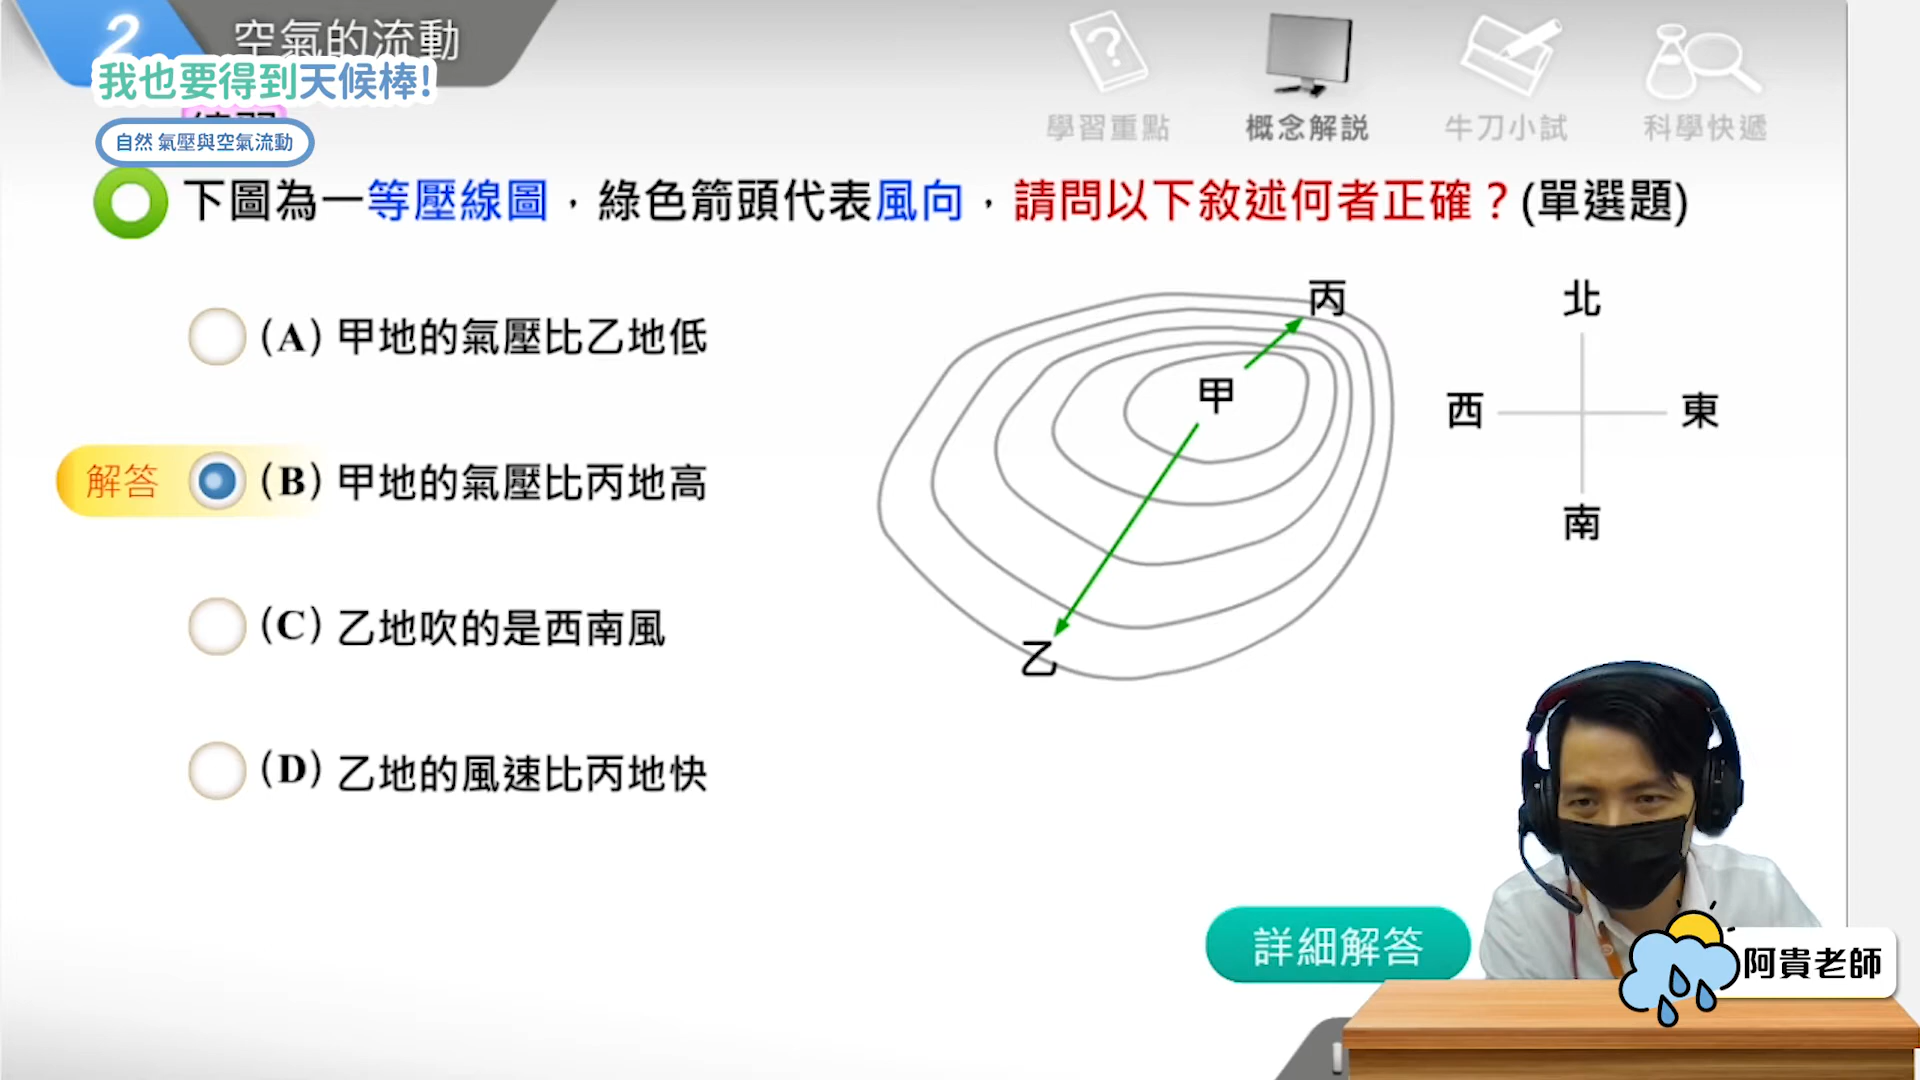 2
空氣的流動
我也要得到天候棒!
自然 氣壓與空氣流動
學習重點
概念解說
牛刀小試
科學快遞
下圖為一等壓線圖，綠色箭頭代表風向，請問以下敘述何者正確？(單選題)
(A) 甲地的氣壓比乙地低
解答 (B) 甲地的氣壓比丙地高
(C) 乙地吹的是西南風
(D) 乙地的風速比丙地快
丙
甲
乙
北
西
東
南
詳細解答
阿貴老師